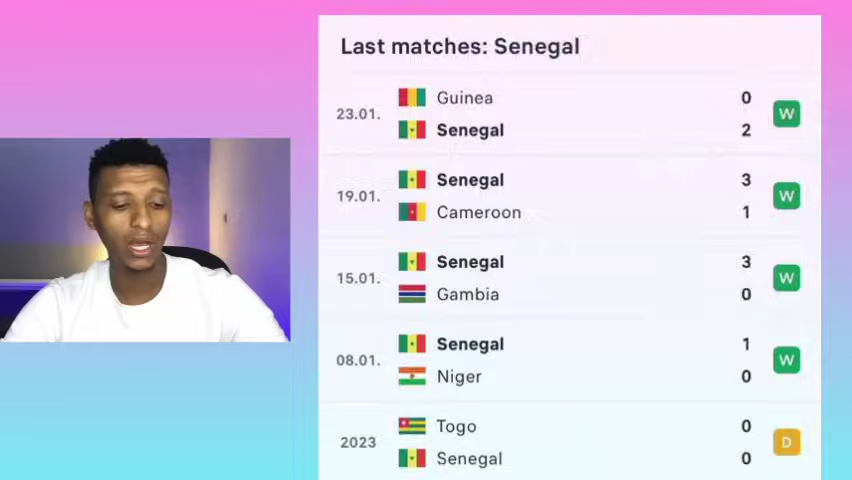 Last matches: Senegal
23.01.
Guinea 0
Senegal 2
W
19.01.
Senegal 3
Cameroon 1
W
15.01.
Senegal 3
Gambia 0
W
08.01.
Senegal 1
Niger 0
W
2023
Togo 0
Senegal 0
D